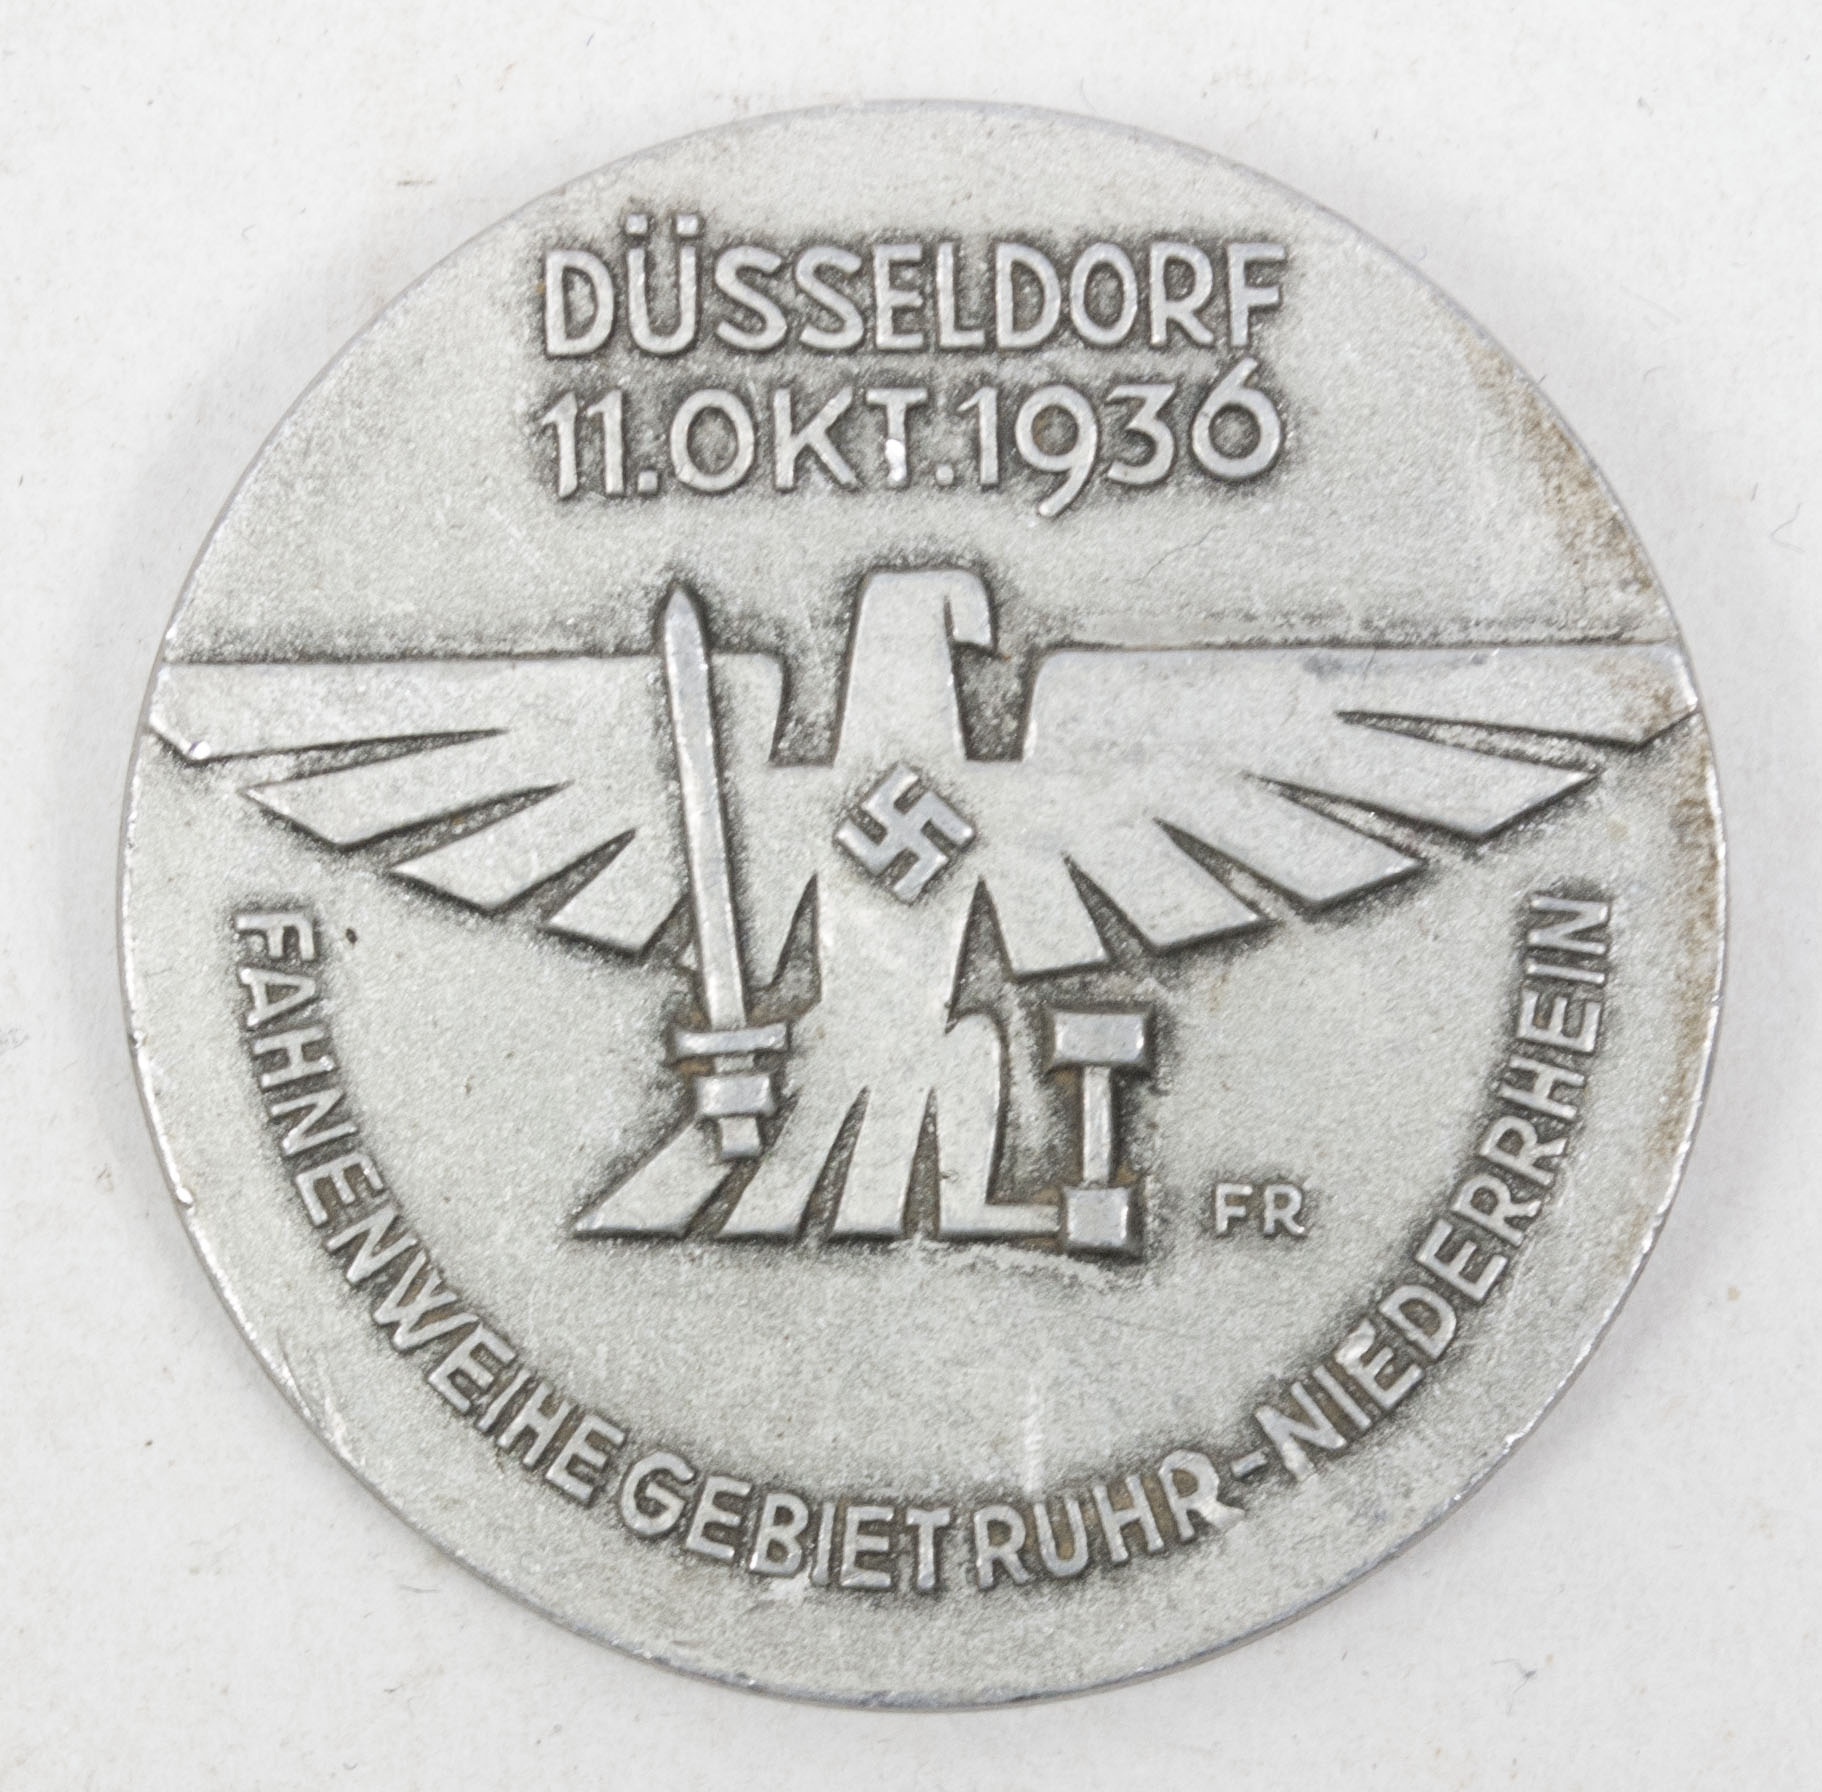 DÜSSELDORF
11.OKT.1936
FR
FAHNENWEIHE GEBIET RUHR-NIEDERRHEIN